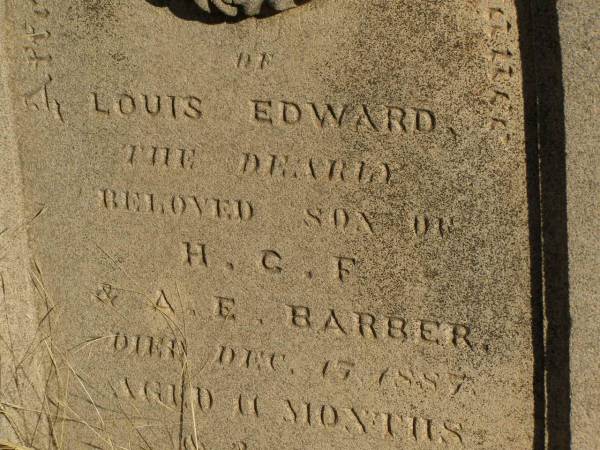 OF
LOUIS EDWARD,
THE DEARLY
BELOVED SON OF
H. G. F
& A. E. BARBER.
DIED DEC. 17, 1887.
AGED 11 MONTHS
&